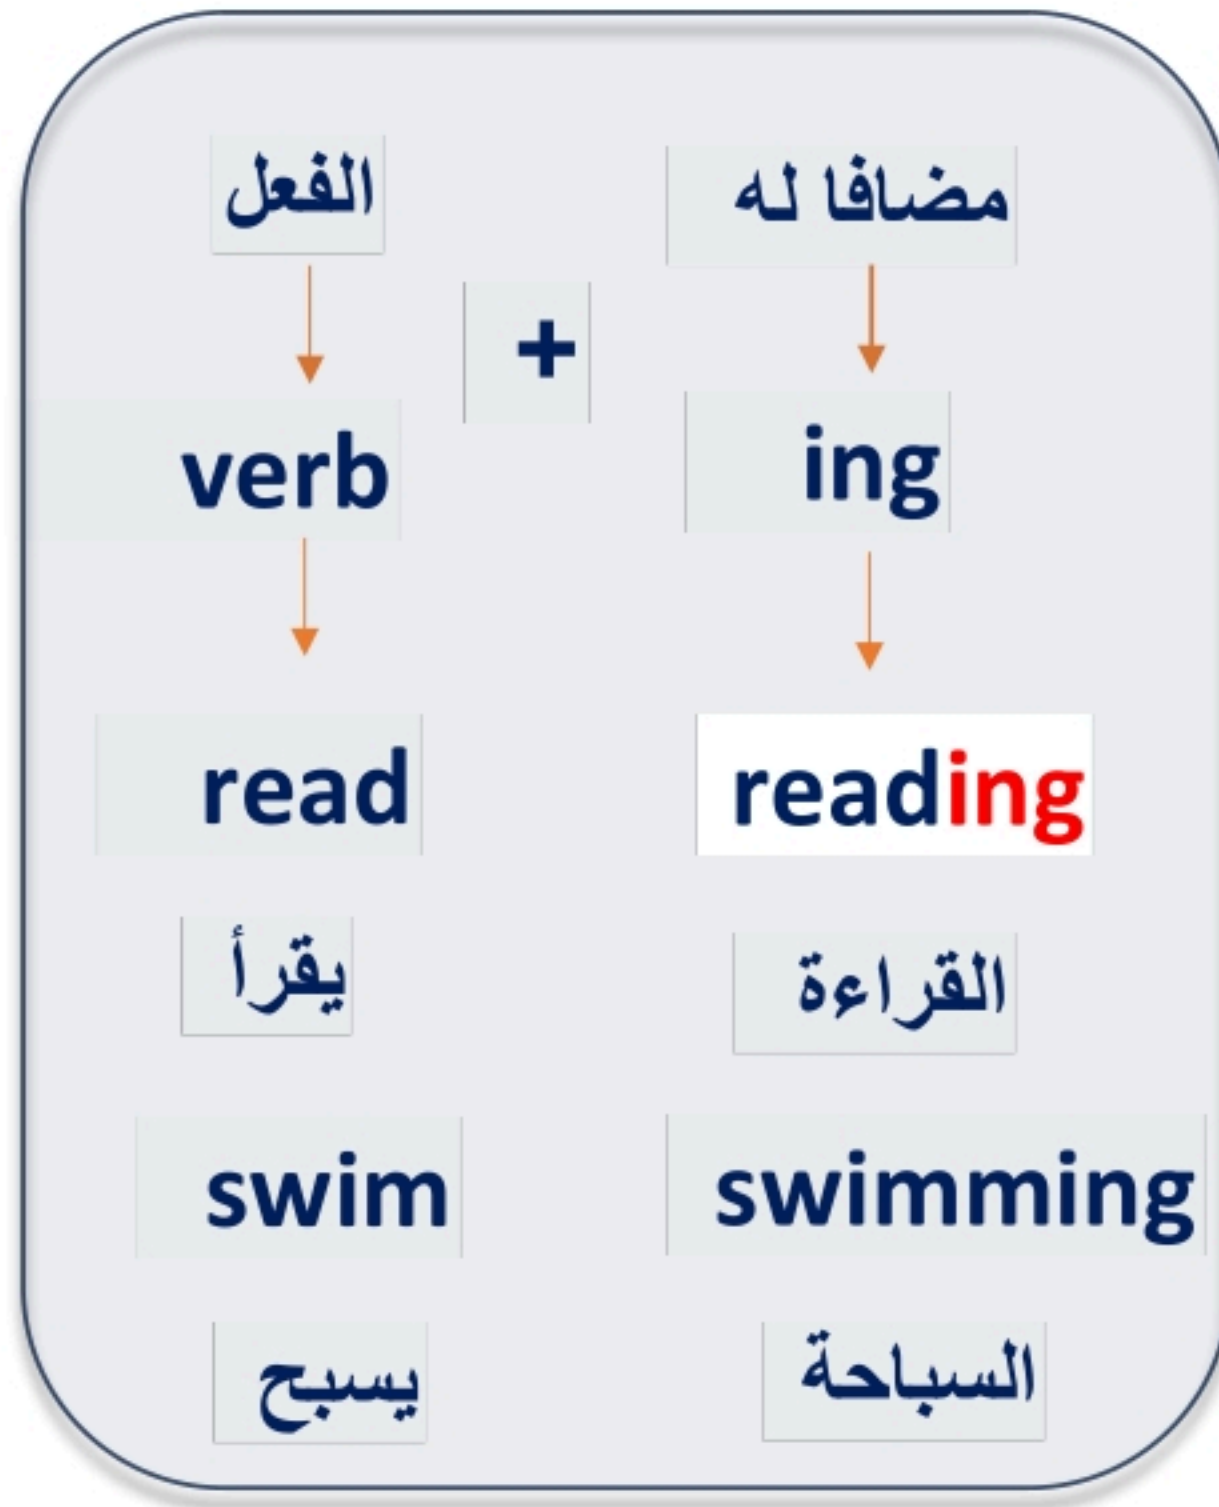 الفعل
مضافا له
+
verb
ing
read
reading
يقرأ
القراءة
swim
swimming
يسبح
السباحة